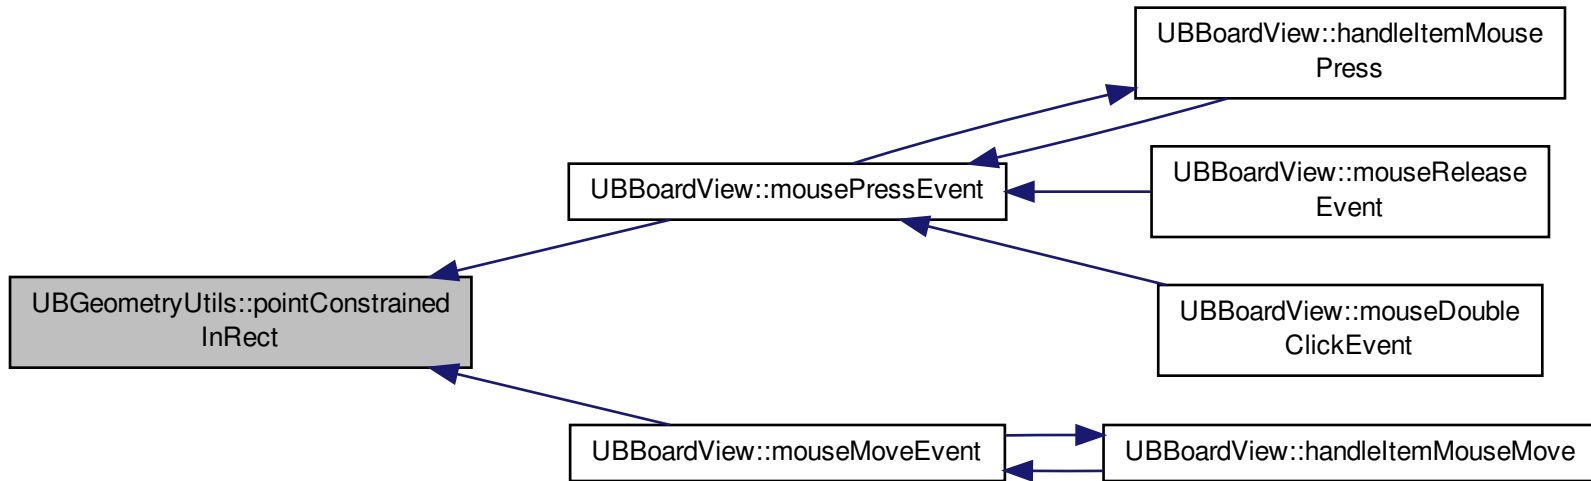 UBBoardView::handleItemMouse
Press
UBBoardView::mouseRelease
Event
UBBoardView::mousePressEvent
UBGeometryUtils::pointConstrained
InRect
UBBoardView::mouseDouble
ClickEvent
UBBoardView::mouseMoveEvent
UBBoardView::handleItemMouseMove